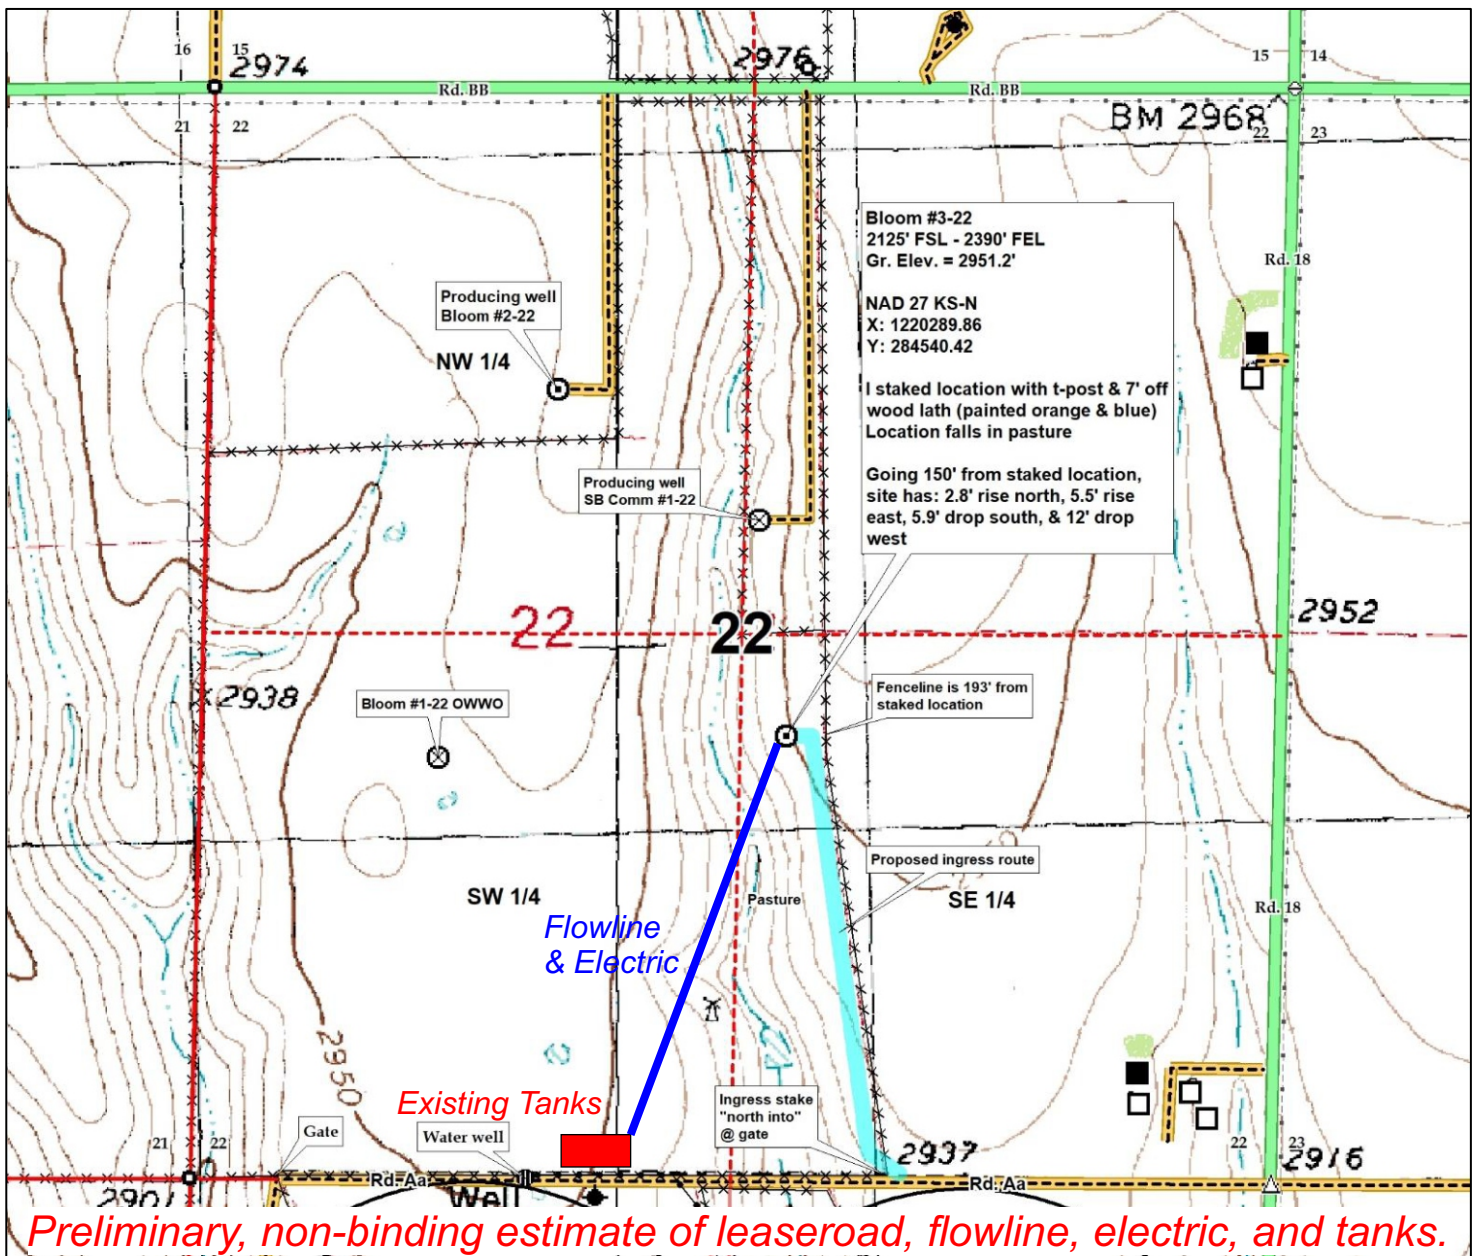 16 15
2974
2976
15 14
Rd. BB
Rd. BB
BM 2968
21 22
22 23
Bloom #3-22
2125' FSL - 2390' FEL
Gr. Elev. = 2951.2'
NAD 27 KS-N
X: 1220289.86
Y: 284540.42
I staked location with t-post & 7' off
wood lath (painted orange & blue)
Location falls in pasture
Going 150' from staked location,
site has: 2.8' rise north, 5.5' rise
east, 5.9' drop south, & 12' drop
west
Rd. 18
Producing well
Bloom #2-22
NW 1/4
Producing well
SB Comm #1-22
22
22
2952
2938
Bloom #1-22 OWWO
Fenceline is 193' from
staked location
Proposed ingress route
SW 1/4
Pasture
SE 1/4
Rd. 18
Flowline
& Electric
2950
Existing Tanks
Ingress stake
"north into"
@ gate
Gate
Water well
21 22
2937
22 23
2916
Rd. Aa
Rd. Aa
2901
Well
Preliminary, non-binding estimate of leaseroad, flowline, electric, and tanks.